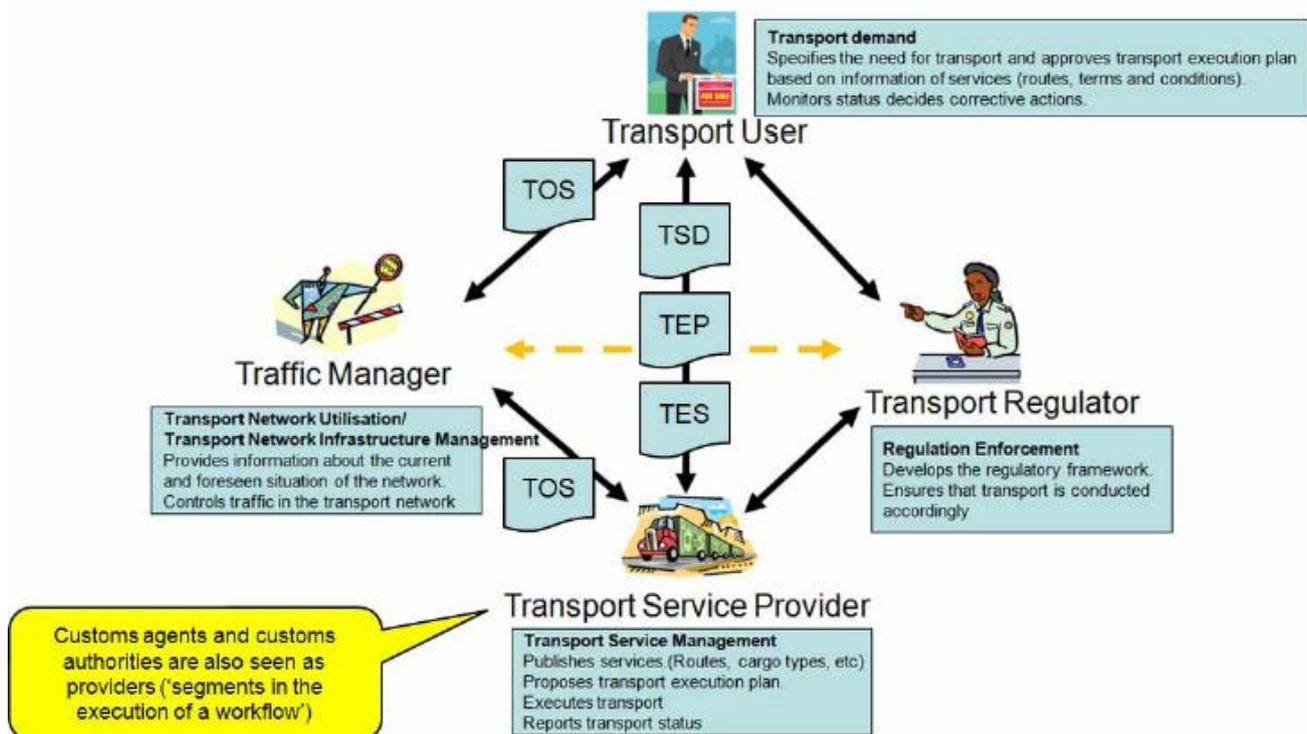 Transport demand
Specifies the need for transport and approves transport execution plan
based on information of services (routes, terms and conditions).
Monitors status decides corrective actions.
FOR SALE
Transport User
TOS
TSD
TEP
TES
Traffic Manager
Transport Network Utilisation/
Transport Network Infrastructure Management
Provides information about the current
and foreseen situation of the network.
Controls traffic in the transport network
TOS
Transport Regulator
Regulation Enforcement
Develops the regulatory framework.
Ensures that transport is conducted
accordingly
Transport Service Provider
Transport Service Management
Publishes services.(Routes, cargo types, etc)
Proposes transport execution plan.
Executes transport
Reports transport status
Customs agents and customs
authorities are also seen as
providers (‘segments in the
execution of a workflow’)